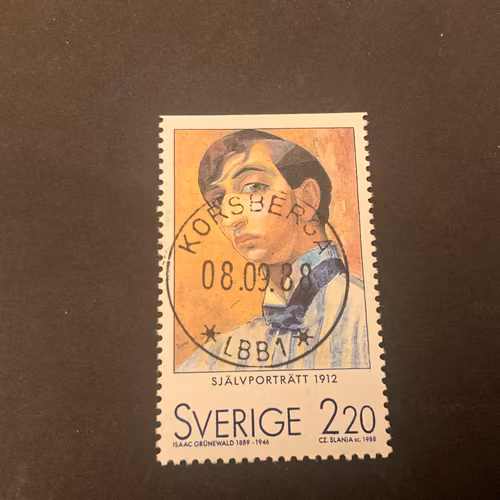 KORSBERGA
08.09.88
* LBB1 *
SJÄLVPORTRÄTT 1912
SVERIGE 2.20
ISAAC GRÜNEWALD 1889-1946 CZ. SLANIA sc. 1988